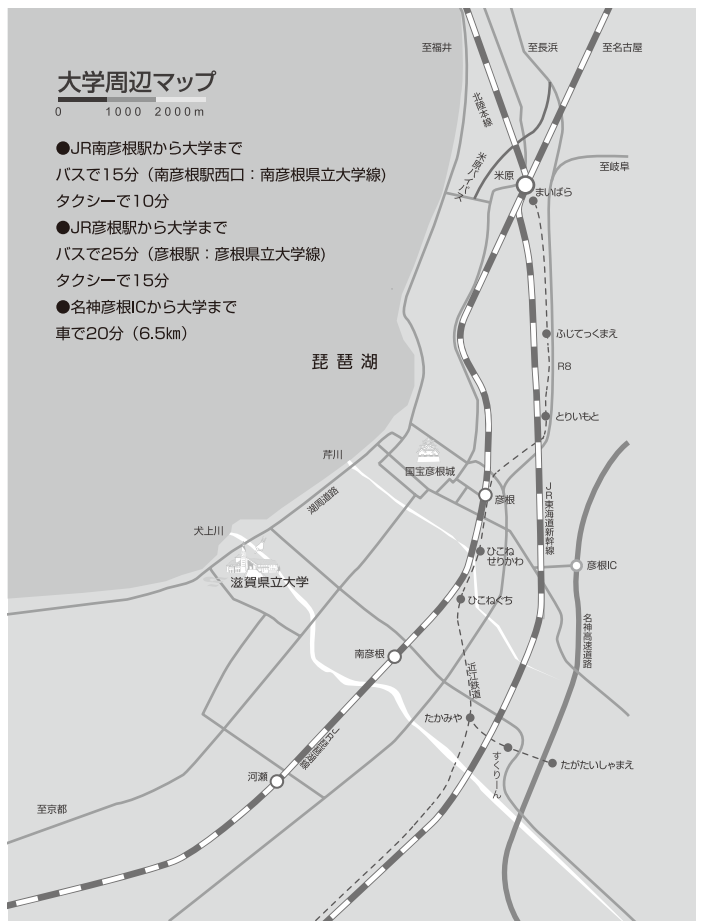 大学周辺マップ
0 1000 2000m
●JR南彦根駅から大学まで
バスで15分（南彦根駅西口：南彦根県立大学線)
タクシーで10分
●JR彦根駅から大学まで
バスで25分（彦根駅：彦根県立大学線)
タクシーで15分
●名神彦根ICから大学まで
車で20分（6.5㎞）
至福井
至長浜
至名古屋
北陸本線
米原バイパス
至岐阜
米原
まいばら
ふじてっくまえ
R8
琵琶湖
とりいもと
芹川
国宝彦根城
湖周道路
彦根
JR東海道新幹線
犬上川
ひこね
せりかわ
彦根IC
滋賀県立大学
ひこねぐち
名神高速道路
南彦根
近江鉄道
たかみや
JR琵琶湖線
すくりーん
たがたいしゃまえ
河瀬
至京都